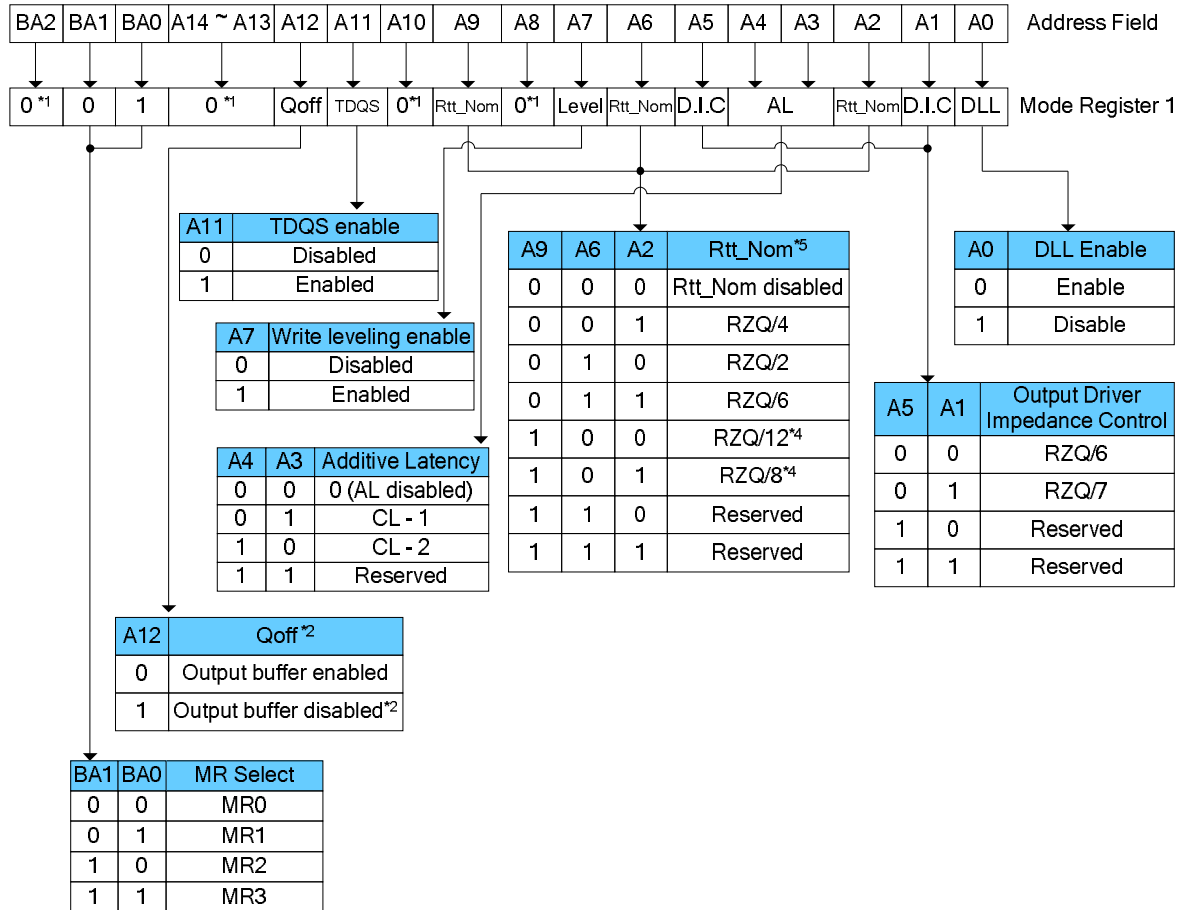 BA2 BA1 BA0 A14 ~ A13 A12 A11 A10 A9 A8 A7 A6 A5 A4 A3 A2 A1 A0 Address Field
0*1 0 1 0*1 Qoff TDQS 0*1 Rtt_Nom 0*1 Level Rtt_Nom D.I.C AL Rtt_Nom D.I.C DLL Mode Register 1
A11 TDQS enable
0 Disabled
1 Enabled
A7 Write leveling enable
0 Disabled
1 Enabled
A4 A3 Additive Latency
0 0 0 (AL disabled)
0 1 CL - 1
1 0 CL - 2
1 1 Reserved
A9 A6 A2 Rtt_Nom*5
0 0 0 Rtt_Nom disabled
0 0 1 RZQ/4
0 1 0 RZQ/2
0 1 1 RZQ/6
1 0 0 RZQ/12*4
1 0 1 RZQ/8*4
1 1 0 Reserved
1 1 1 Reserved
A0 DLL Enable
0 Enable
1 Disable
A5 A1 Output Driver
Impedance Control
0 0 RZQ/6
0 1 RZQ/7
1 0 Reserved
1 1 Reserved
A12 Qoff*2
0 Output buffer enabled
1 Output buffer disabled*2
BA1 BA0 MR Select
0 0 MR0
0 1 MR1
1 0 MR2
1 1 MR3